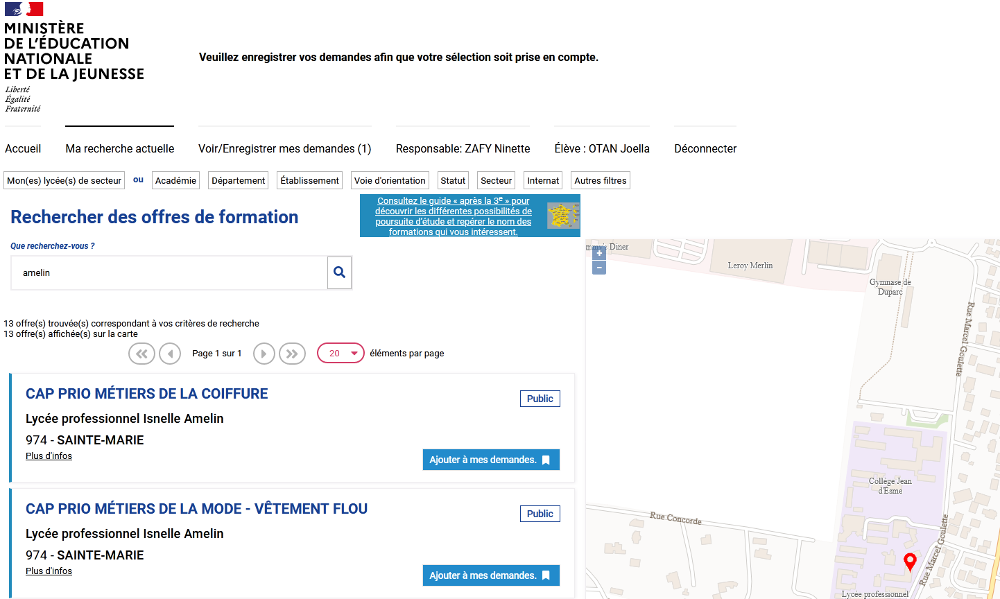 MINISTÈRE
DE L'ÉDUCATION
NATIONALE
ET DE LA JEUNESSE
Liberté
Égalité
Fraternité
Veuillez enregistrer vos demandes afin que votre sélection soit prise en compte.
Accueil Ma recherche actuelle Voir/Enregistrer mes demandes (1) Responsable: ZAFY Ninette Élève : OTAN Joella Déconnecter
Mon(es) lycée(s) de secteur ou Académie Département Établissement Voie d'orientation Statut Secteur Internat Autres filtres
Rechercher des offres de formation
Consultez le guide « après la 3e » pour
découvrir les différentes possibilités de
poursuite d'étude et repérer le nom des
formations qui vous intéressent.
Que recherchez-vous ?
amelin
13 offre(s) trouvée(s) correspondant à vos critères de recherche
13 offre(s) affichée(s) sur la carte
Page 1 sur 1 20 éléments par page
CAP PRIO MÉTIERS DE LA COIFFURE
Public
Lycée professionnel Isnelle Amelin
974 - SAINTE-MARIE
Plus d'infos
Ajouter à mes demandes.
CAP PRIO MÉTIERS DE LA MODE - VÊTEMENT FLOU
Public
Lycée professionnel Isnelle Amelin
974 - SAINTE-MARIE
Plus d'infos
Ajouter à mes demandes.
mmy's Diner
+
−
Leroy Merlin
Gymnase de
Duparc
Rue Marcel Goulette
Collège Jean
d'Esme
Rue Concorde
Rue Marcel Goulette
Lycée professionnel